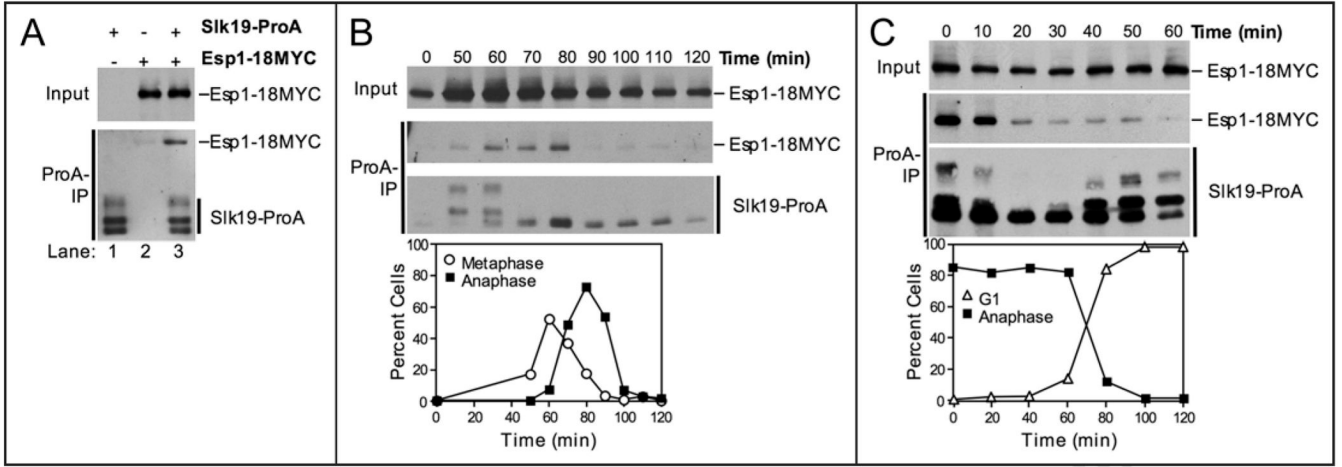 A
+ - + Slk19-ProA
- + + Esp1-18MYC
Input
Esp1-18MYC
Esp1-18MYC
ProA-
IP
Slk19-ProA
Lane: 1 2 3
B
0 50 60 70 80 90 100 110 120 Time (min)
Input
Esp1-18MYC
Esp1-18MYC
ProA-
IP
Slk19-ProA
100
80
60
40
20
0
Percent Cells
Metaphase
Anaphase
0 20 40 60 80 100 120
Time (min)
C
0 10 20 30 40 50 60 Time (min)
Input
Esp1-18MYC
Esp1-18MYC
ProA-
IP
Slk19-ProA
100
80
60
40
20
0
Percent Cells
G1
Anaphase
0 20 40 60 80 100 120
Time (min)